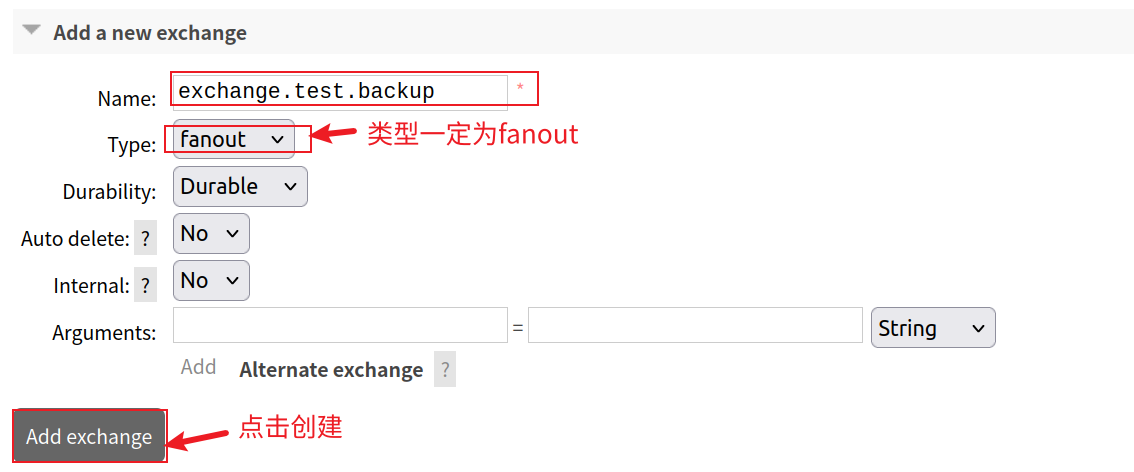 Add a new exchange
Name: exchange.test.backup *
Type: fanout 类型一定为fanout
Durability: Durable
Auto delete: ? No
Internal: ? No
Arguments: = String
Add Alternate exchange ?
Add exchange 点击创建